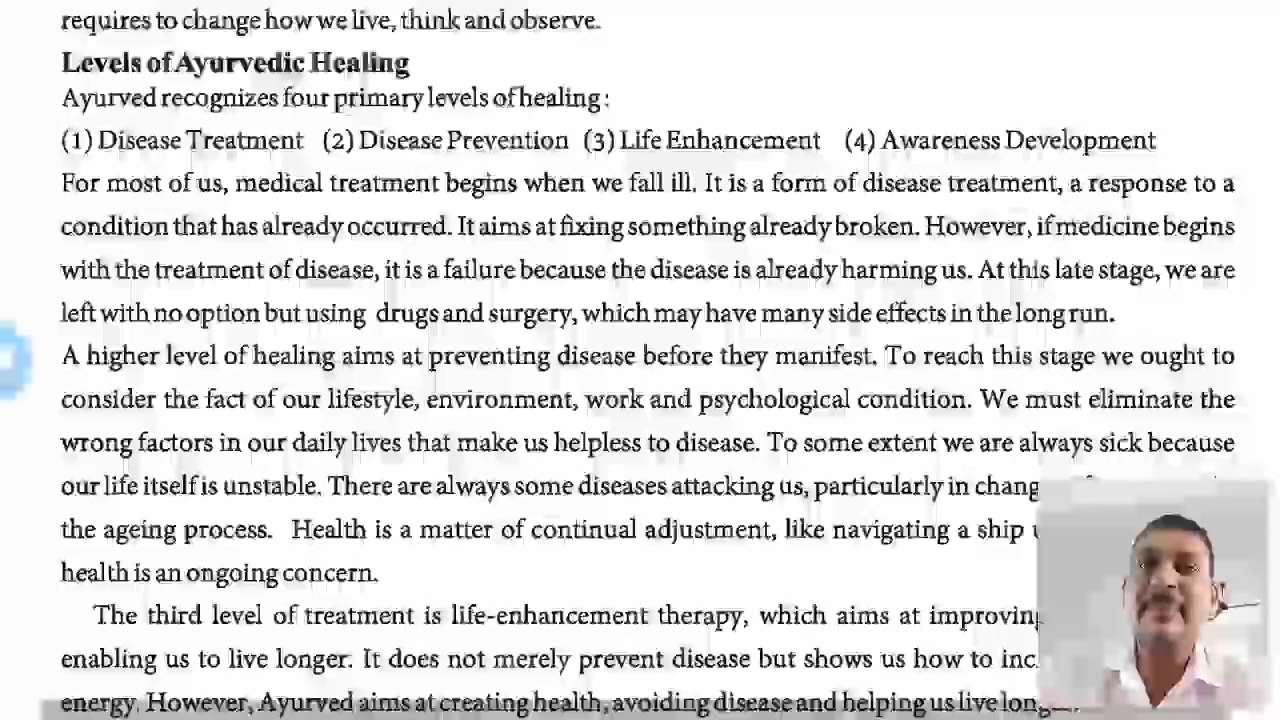 requires to change how we live, think and observe.
Levels of Ayurvedic Healing
Ayurved recognizes four primary levels of healing:
(1) Disease Treatment (2) Disease Prevention (3) Life Enhancement (4) Awareness Development
For most of us, medical treatment begins when we fall ill. It is a form of disease treatment, a response to a
condition that has already occurred. It aims at fixing something already broken. However, if medicine begins
with the treatment of disease, it is a failure because the disease is already harming us. At this late stage, we are
left with no option but using drugs and surgery, which may have many side effects in the long run.
A higher level of healing aims at preventing disease before they manifest. To reach this stage we ought to
consider the fact of our lifestyle, environment, work and psychological condition. We must eliminate the
wrong factors in our daily lives that make us helpless to disease. To some extent we are always sick because
our life itself is unstable. There are always some diseases attacking us, particularly in
the ageing process. Health is a matter of continual adjustment, like navigating a ship
health is an ongoing concern.
The third level of treatment is life-enhancement therapy, which aims at
enabling us to live longer. It does not merely prevent disease but shows us how to
energy. However, Ayurved aims at creating health, avoiding disease and helping us live